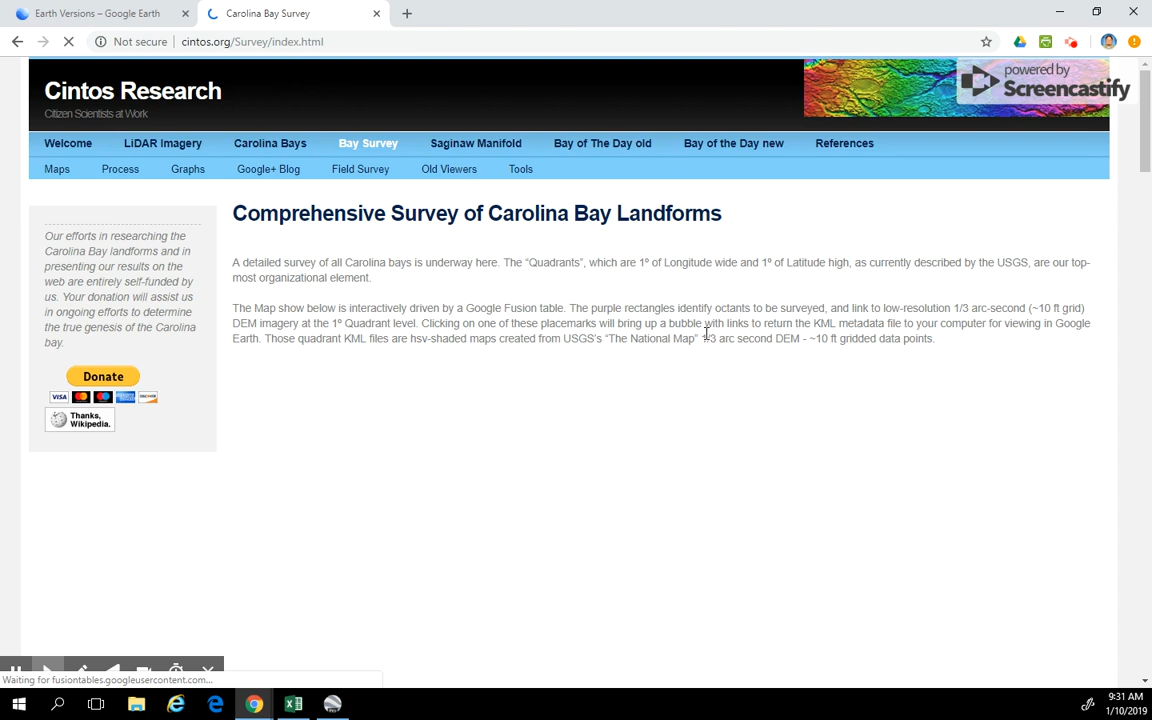 Earth Versions – Google Earth
Carolina Bay Survey
Not secure
cintos.org/Survey/index.html
powered by
Screencastify
Cintos Research
Citizen Scientists at Work
Welcome
LiDAR Imagery
Carolina Bays
Bay Survey
Saginaw Manifold
Bay of The Day old
Bay of the Day new
References
Maps
Process
Graphs
Google+ Blog
Field Survey
Old Viewers
Tools
Comprehensive Survey of Carolina Bay Landforms
Our efforts in researching the
Carolina Bay landforms and in
presenting our results on the
web are entirely self-funded by
us. Your donation will assist us
in ongoing efforts to determine
the true genesis of the Carolina
bay.
Donate
VISA
DISCOVER
Thanks,
Wikipedia.
A detailed survey of all Carolina bays is underway here. The “Quadrants”, which are 1º of Longitude wide and 1º of Latitude high, as currently described by the USGS, are our top-
most organizational element.
The Map show below is interactively driven by a Google Fusion table. The purple rectangles identify octants to be surveyed, and link to low-resolution 1/3 arc-second (~10 ft grid)
DEM imagery at the 1º Quadrant level. Clicking on one of these placemarks will bring up a bubble with links to return the KML metadata file to your computer for viewing in Google
Earth. Those quadrant KML files are hsv-shaded maps created from USGS’s “The National Map” 1/3 arc second DEM - ~10 ft gridded data points.
Waiting for fusiontables.googleusercontent.com...
9:31 AM
1/10/2019